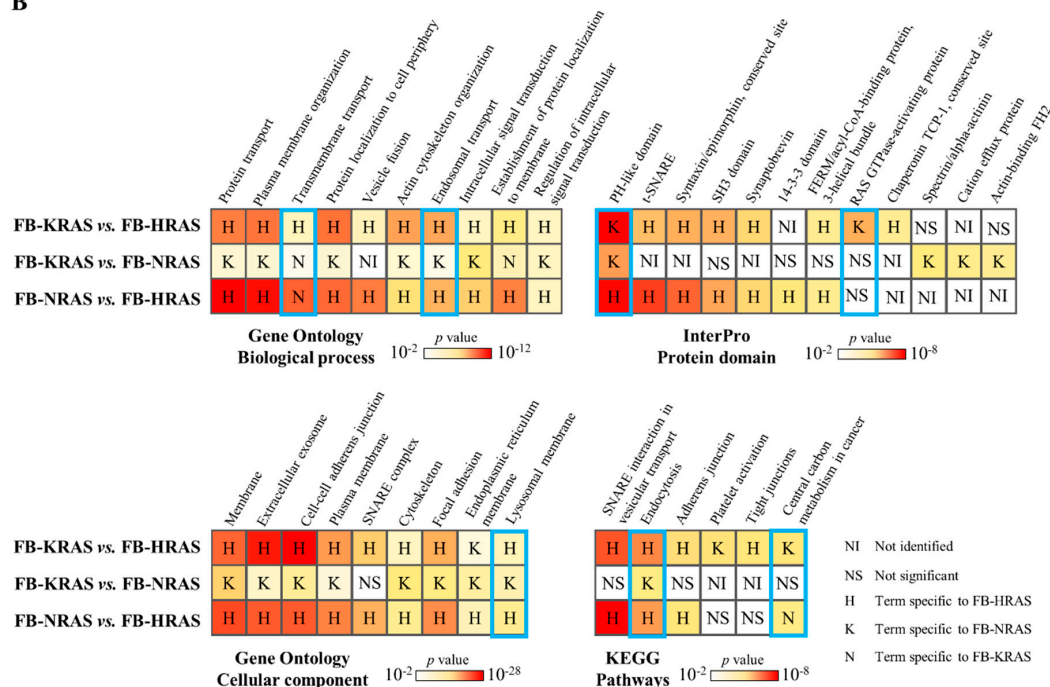 B
Protein transport
Plasma membrane organization
Transmembrane transport
Protein localization to cell periphery
Vesicle fusion
Actin cytoskeleton organization
Endosomal transport
Intracellular signal transduction
Establishment of protein localization
to membrane
Regulation of intracellular
signal transduction
FB-KRAS vs. FB-HRAS H H H H H H H H H H
FB-KRAS vs. FB-NRAS K K N K NI K K K N K
FB-NRAS vs. FB-HRAS H H N H H H H H H H
Gene Ontology
Biological process
p value
10-2 10-12
PH-like domain
t-SNARE
Syntaxin/epimorphin, conserved site
SH3 domain
Synaptobrevin
14-3-3 domain
FERM/acyl-CoA-binding protein,
3-helical bundle
RAS GTPase-activating protein
Chaperonin TCP-1, conserved site
Spectrin/alpha-actinin
Cation efflux protein
Actin-binding FH2
K H H H H NI H K H NS NI NS
K NI NI NS NI NS NS NS NI K K K
H H H H H H H NS NI NI NI NI
InterPro
Protein domain
p value
10-2 10-8
Membrane
Extracellular exosome
Cell-cell adherens junction
Plasma membrane
SNARE complex
Cytoskeleton
Focal adhesion
Endoplasmic reticulum
membrane
Lysosomal membrane
FB-KRAS vs. FB-HRAS H H H H H H H K H
FB-KRAS vs. FB-NRAS K K K K NS K K K K
FB-NRAS vs. FB-HRAS H H H H H H H H H
Gene Ontology
Cellular component
p value
10-2 10-28
SNARE interaction in
vesicular transport
Endocytosis
Adherens junction
Platelet activation
Tight junctions
Central carbon
metabolism in cancer
H H H K H K
NS K NS NI NI NS
H H H NS NS N
KEGG
Pathways
p value
10-2 10-8
NI Not identified
NS Not significant
H Term specific to FB-HRAS
K Term specific to FB-NRAS
N Term specific to FB-KRAS